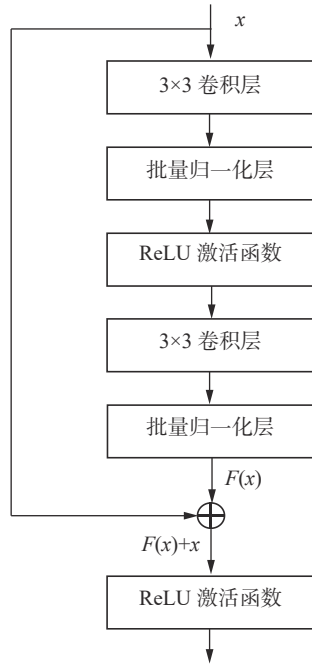 x
3×3 卷积层
批量归一化层
ReLU 激活函数
3×3 卷积层
批量归一化层
F(x)
F(x)+x
ReLU 激活函数